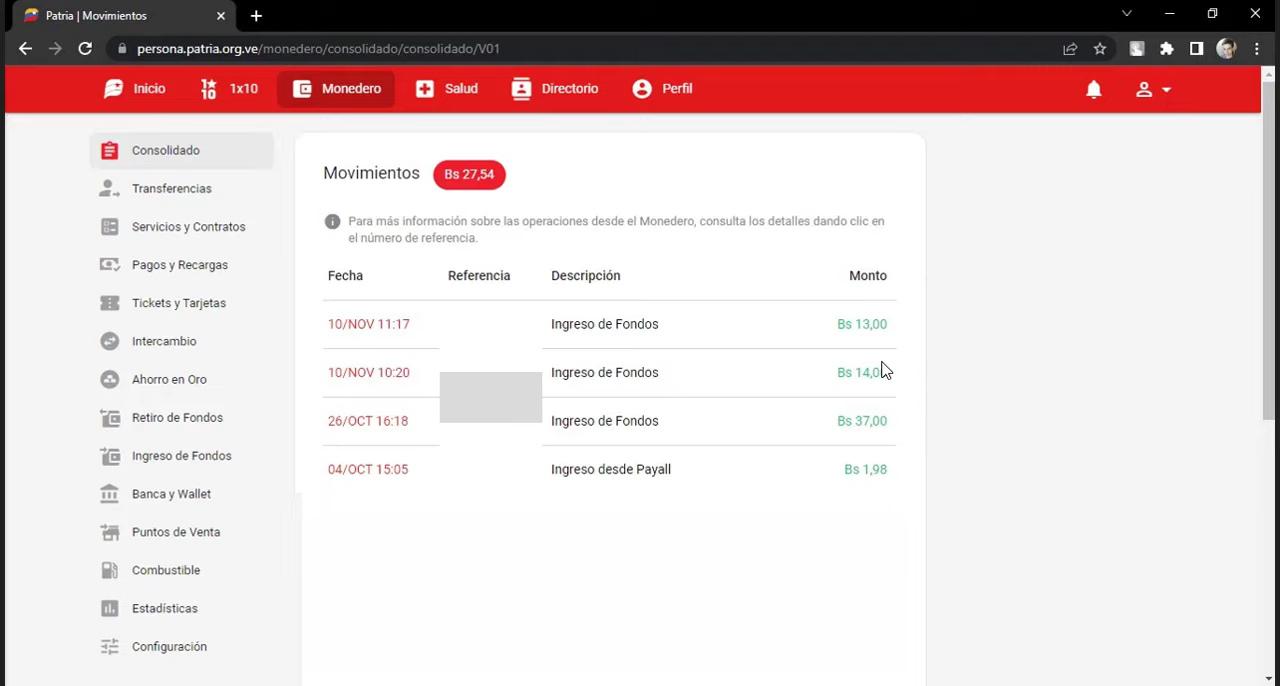 Patria | Movimientos
persona.patria.org.ve/monedero/consolidado/consolidado/V01
Inicio
1x10
Monedero
Salud
Directorio
Perfil
Consolidado
Transferencias
Servicios y Contratos
Pagos y Recargas
Tickets y Tarjetas
Intercambio
Ahorro en Oro
Retiro de Fondos
Ingreso de Fondos
Banca y Wallet
Puntos de Venta
Combustible
Estadísticas
Configuración
Movimientos Bs 27,54
Para más información sobre las operaciones desde el Monedero, consulta los detalles dando clic en
el número de referencia.
Fecha Referencia Descripción Monto
10/NOV 11:17 Ingreso de Fondos Bs 13,00
10/NOV 10:20 Ingreso de Fondos Bs 14,00
26/OCT 16:18 Ingreso de Fondos Bs 37,00
04/OCT 15:05 Ingreso desde Payall Bs 1,98